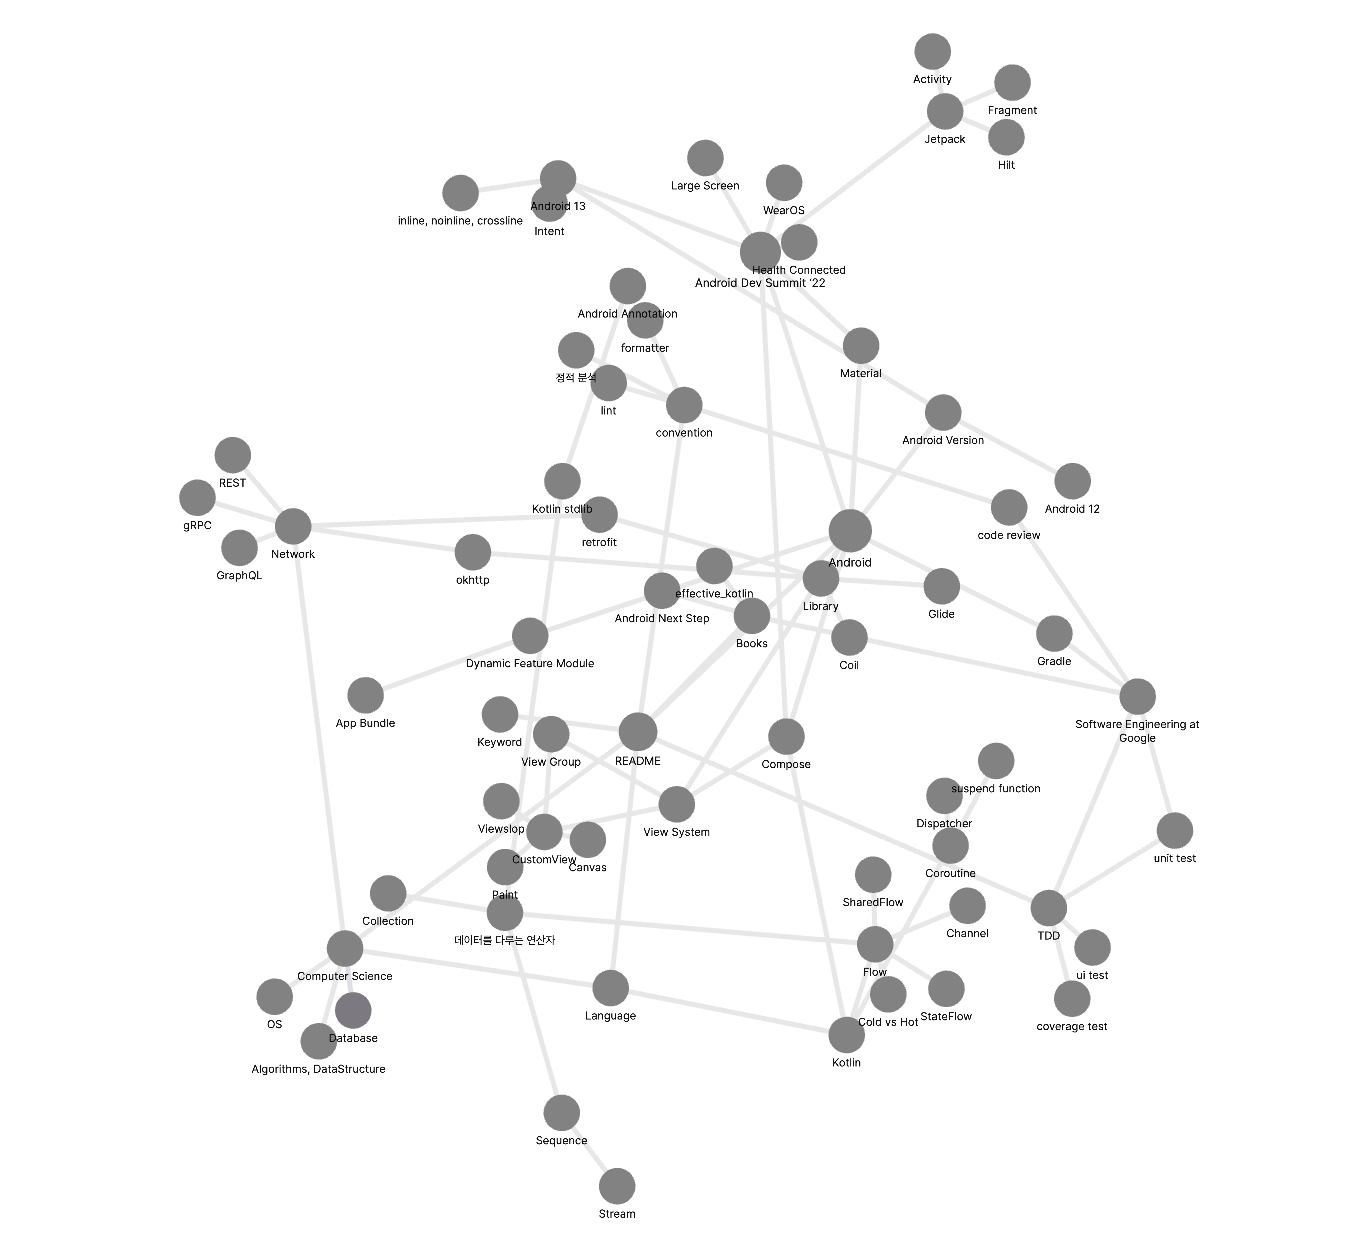 Activity
Fragment
Jetpack
Hilt
Large Screen
WearOS
Android 13
inline, noinline, crossline
Intent
Health Connected
Android Dev Summit '22
Android Annotation
formatter
정적 분석
Material
lint
convention
Android Version
REST
Kotlin stdlib
Android 12
gRPC
retrofit
code review
Network
Android
GraphQL
okhttp
effective_kotlin
Library
Glide
Android Next Step
Books
Dynamic Feature Module
Coil
Gradle
App Bundle
Software Engineering at
Google
Keyword
View Group
README
Compose
suspend function
Dispatcher
Viewslop
View System
CustomView
Canvas
unit test
Coroutine
Paint
SharedFlow
Collection
Channel
TDD
데이터를 다루는 연산자
Flow
Computer Science
ui test
OS
Language
Cold vs Hot
StateFlow
coverage test
Database
Kotlin
Algorithms, DataStructure
Sequence
Stream